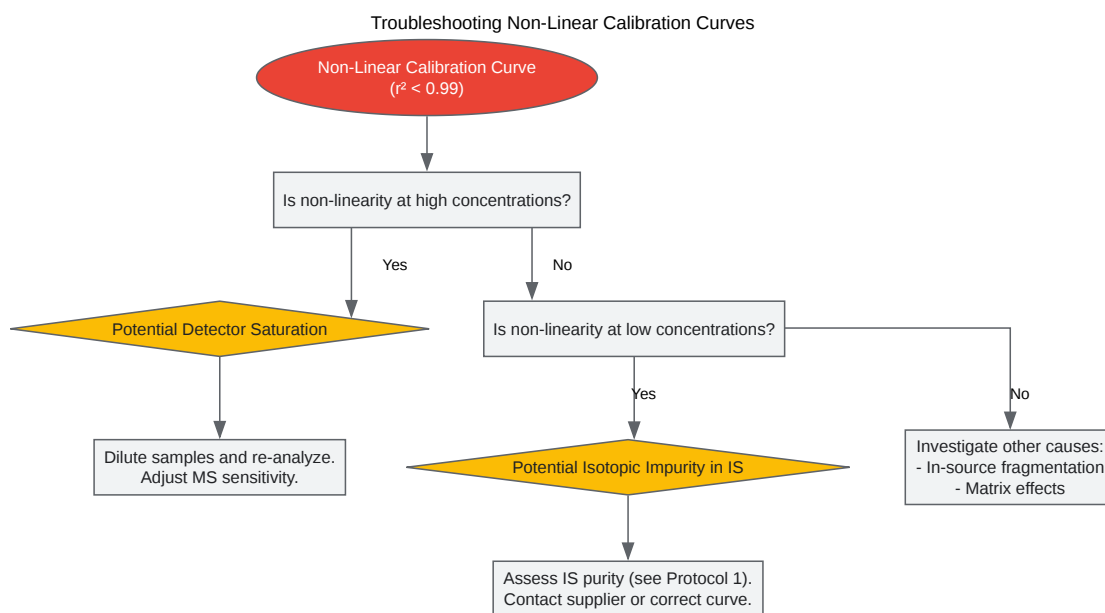 Troubleshooting Non-Linear Calibration Curves
Non-Linear Calibration Curve
(r² < 0.99)
Is non-linearity at high concentrations?
Yes
No
Potential Detector Saturation
Is non-linearity at low concentrations?
Yes
No
Dilute samples and re-analyze.
Adjust MS sensitivity.
Potential Isotopic Impurity in IS
Investigate other causes:
- In-source fragmentation
- Matrix effects
Assess IS purity (see Protocol 1).
Contact supplier or correct curve.